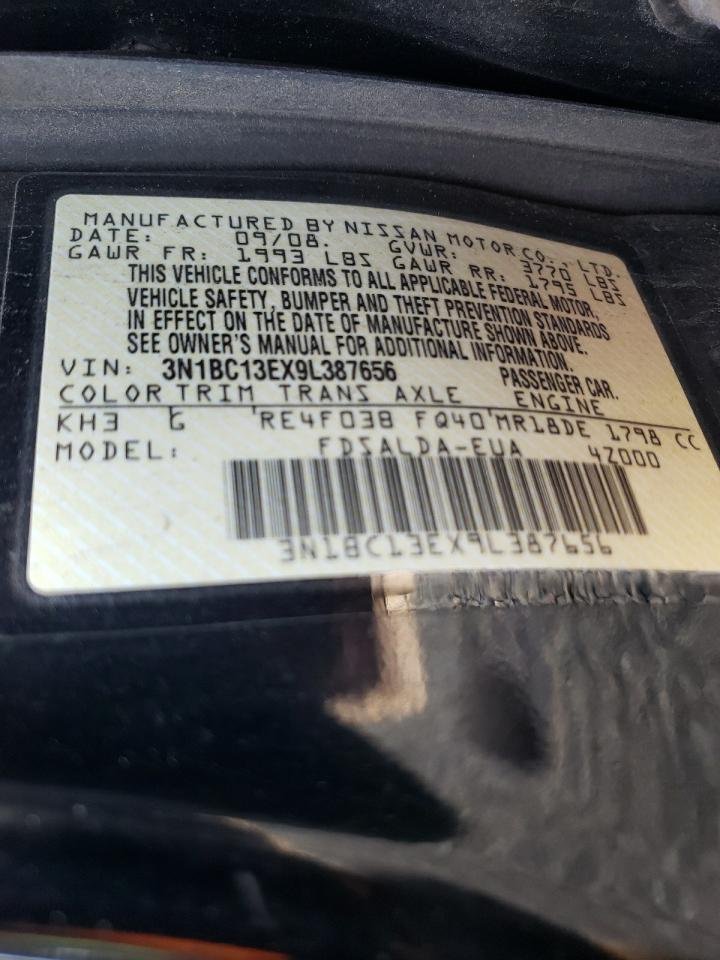 MANUFACTURED BY NISSAN MOTOR CO., LTD.
DATE: 09/08. GVWR: 3770 LBS
GAWR FR: 1993 LBS GAWR RR: 1795 LBS
THIS VEHICLE CONFORMS TO ALL APPLICABLE FEDERAL MOTOR,
VEHICLE SAFETY, BUMPER AND THEFT PREVENTION STANDARDS
IN EFFECT ON THE DATE OF MANUFACTURE SHOWN ABOVE.
SEE OWNER'S MANUAL FOR ADDITIONAL INFORMATION.
VIN: 3N1BC13EX9L387656 PASSENGER CAR.
COLOR TRIM TRANS AXLE ENGINE
KH3 G RE4F03B FQ40 MR18DE 1798 CC
MODEL: FDSALDA-EUA 4Z000
3N1BC13EX9L387656